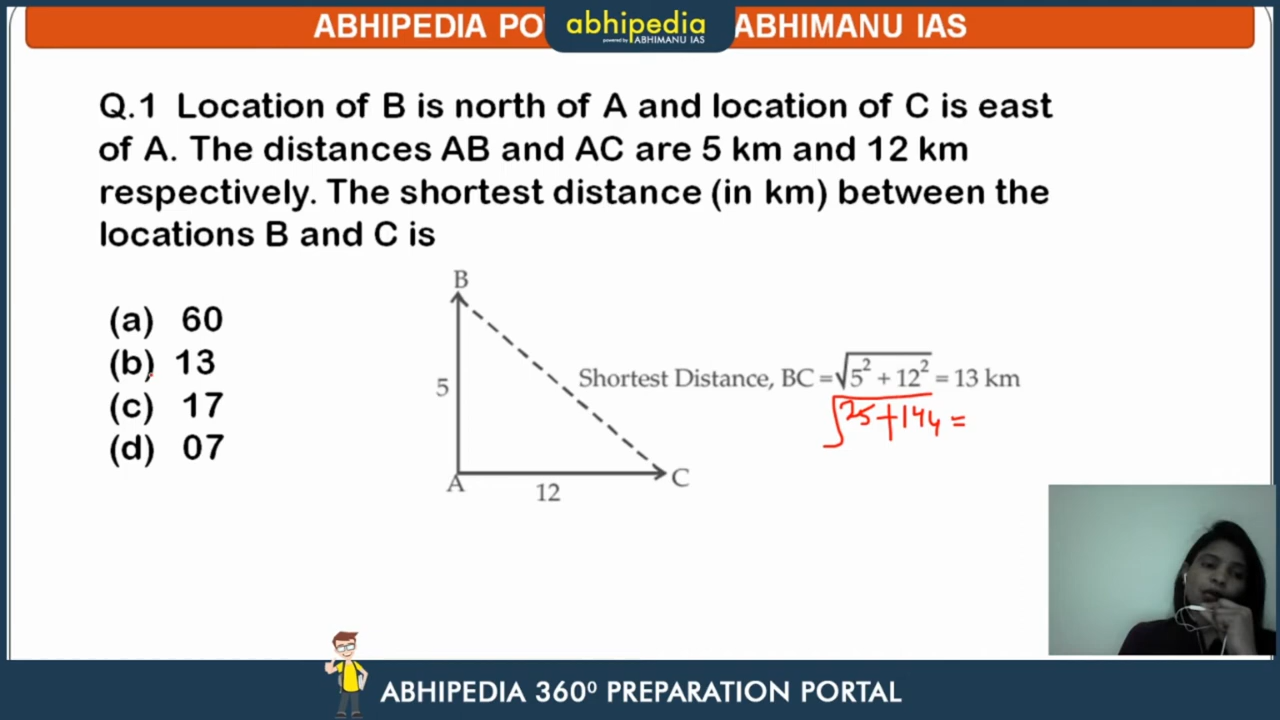 ABHIPEDIA PO
abhipedia
powered by ABHIMANU IAS
ABHIMANU IAS
Q.1 Location of B is north of A and location of C is east
of A. The distances AB and AC are 5 km and 12 km
respectively. The shortest distance (in km) between the
locations B and C is
(a) 60
(b) 13
(c) 17
(d) 07
B
5
A
12
C
Shortest Distance, BC = √5² + 12² = 13 km
√25 + 144 =
ABHIPEDIA 360⁰ PREPARATION PORTAL